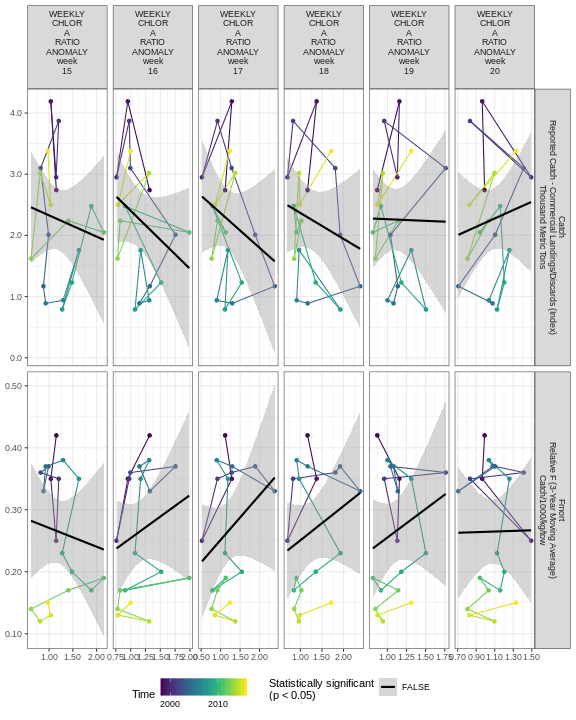 WEEKLY
CHLOR
A
RATIO
ANOMALY
week
15
WEEKLY
CHLOR
A
RATIO
ANOMALY
week
16
WEEKLY
CHLOR
A
RATIO
ANOMALY
week
17
WEEKLY
CHLOR
A
RATIO
ANOMALY
week
18
WEEKLY
CHLOR
A
RATIO
ANOMALY
week
19
WEEKLY
CHLOR
A
RATIO
ANOMALY
week
20
4.0
3.0
2.0
1.0
0.0
Catch
Reported Catch - Commercial Landings/Discards (Index)
Thousand Metric Tons
0.50
0.40
0.30
0.20
0.10
Fmort
Relative F (3-Year Moving Average)
Catch/1000/kg/tow
1.00 1.50 2.00
0.75 1.00 1.25 1.50 1.75 2.00
0.50 1.00 1.50 2.00
1.00 1.50 2.00
1.00 1.25 1.50 1.75
0.70 0.90 1.10 1.30 1.50
Time
2000 2010
Statistically significant
(p < 0.05)
FALSE